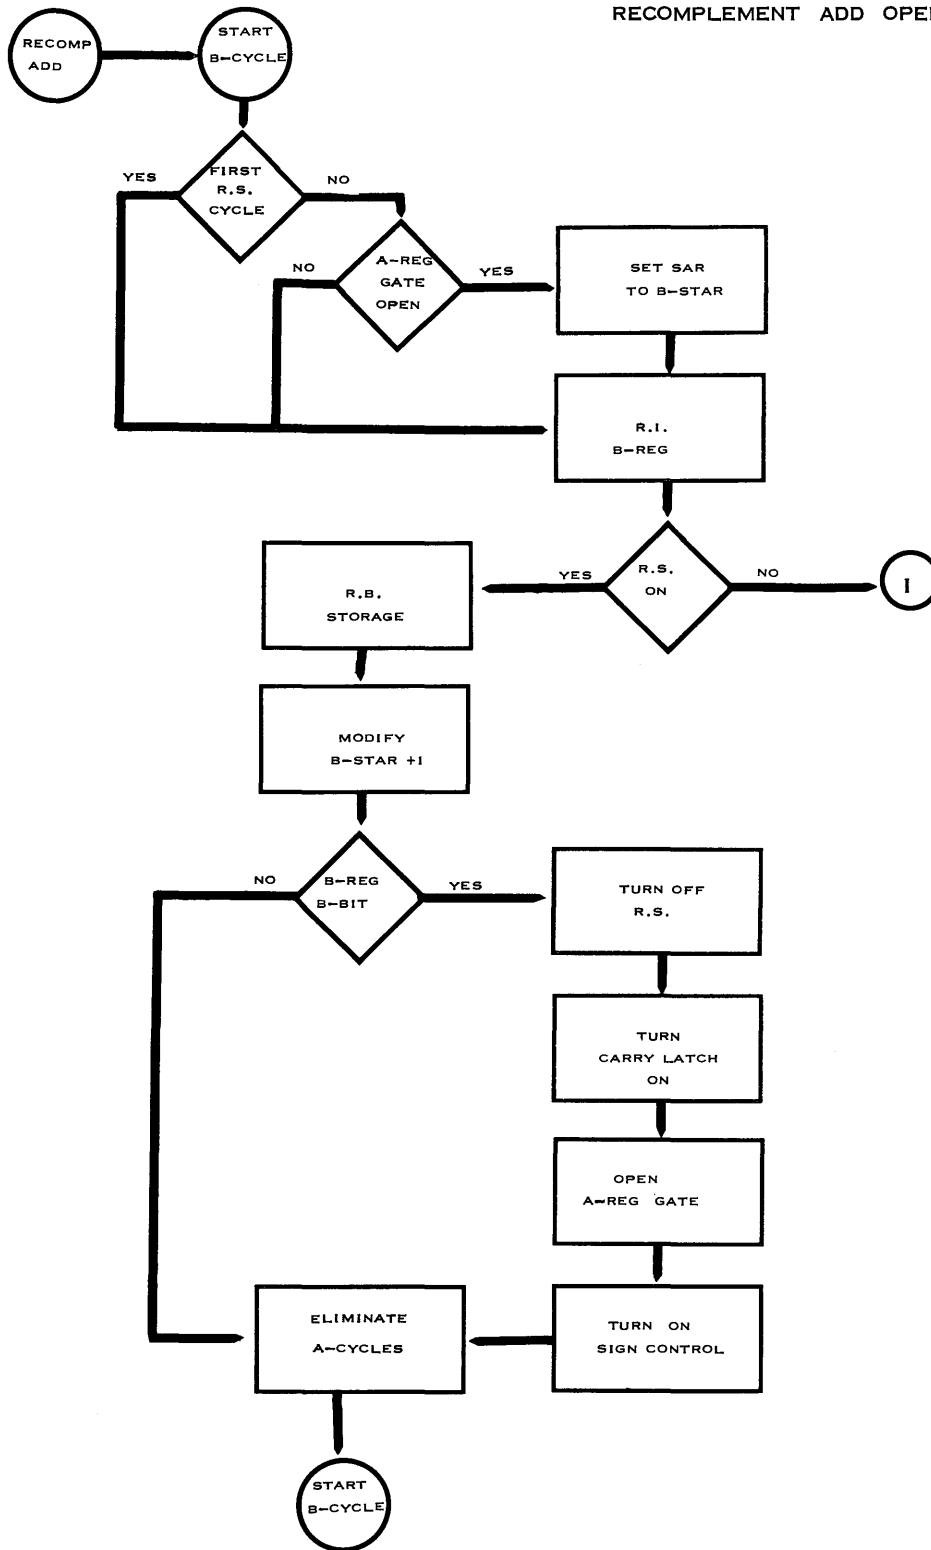 RECOMPLEMENT ADD OPE
RECOMP
ADD
START
B-CYCLE
FIRST
R.S.
CYCLE
YES
NO
A-REG
GATE
OPEN
NO
YES
SET SAR
TO B-STAR
R.I.
B-REG
R.S.
ON
YES
NO
I
R.B.
STORAGE
MODIFY
B-STAR +1
B-REG
B-BIT
NO
YES
TURN OFF
R.S.
TURN
CARRY LATCH
ON
OPEN
A-REG GATE
TURN ON
SIGN CONTROL
ELIMINATE
A-CYCLES
START
B-CYCLE